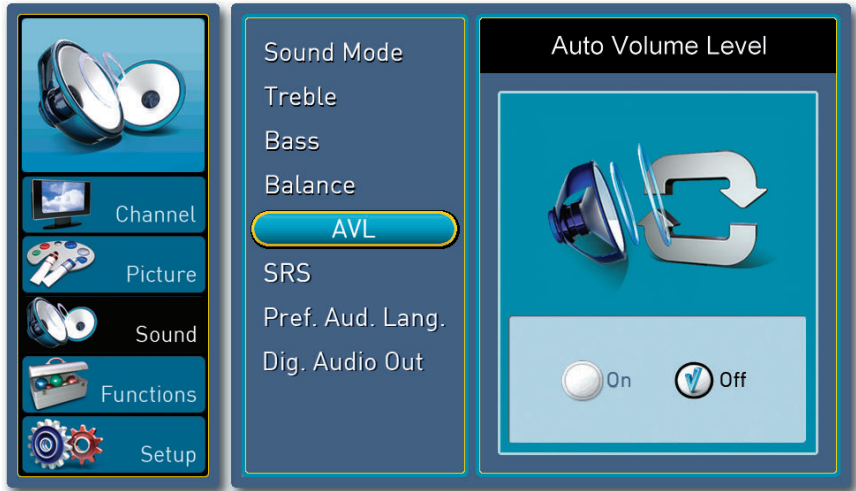 Channel
Picture
Sound
Functions
Setup
Sound Mode
Treble
Bass
Balance
AVL
SRS
Pref. Aud. Lang.
Dig. Audio Out
Auto Volume Level
On
Off